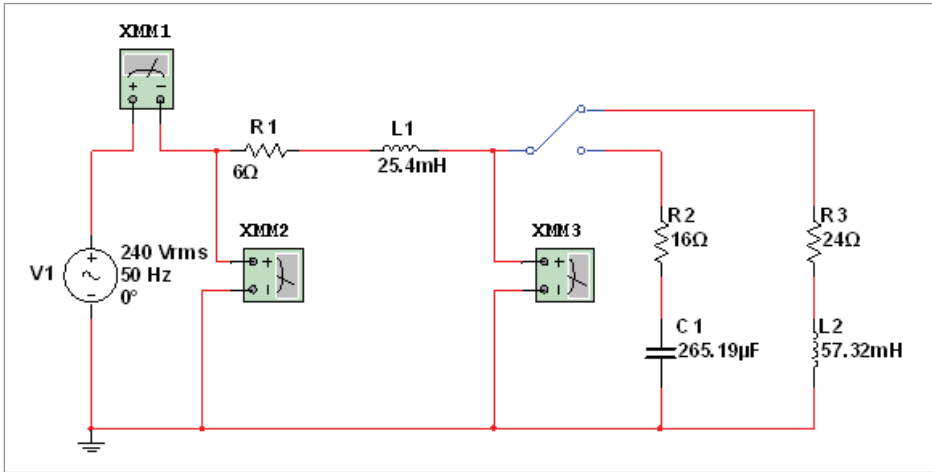 XMM1
+ −
R1
6Ω
L1
25.4mH
XMM2
+
I
XMM3
+
I
R2
16Ω
R3
24Ω
V1
+
−
240 Vrms
50 Hz
0°
C1
265.19µF
L2
57.32mH